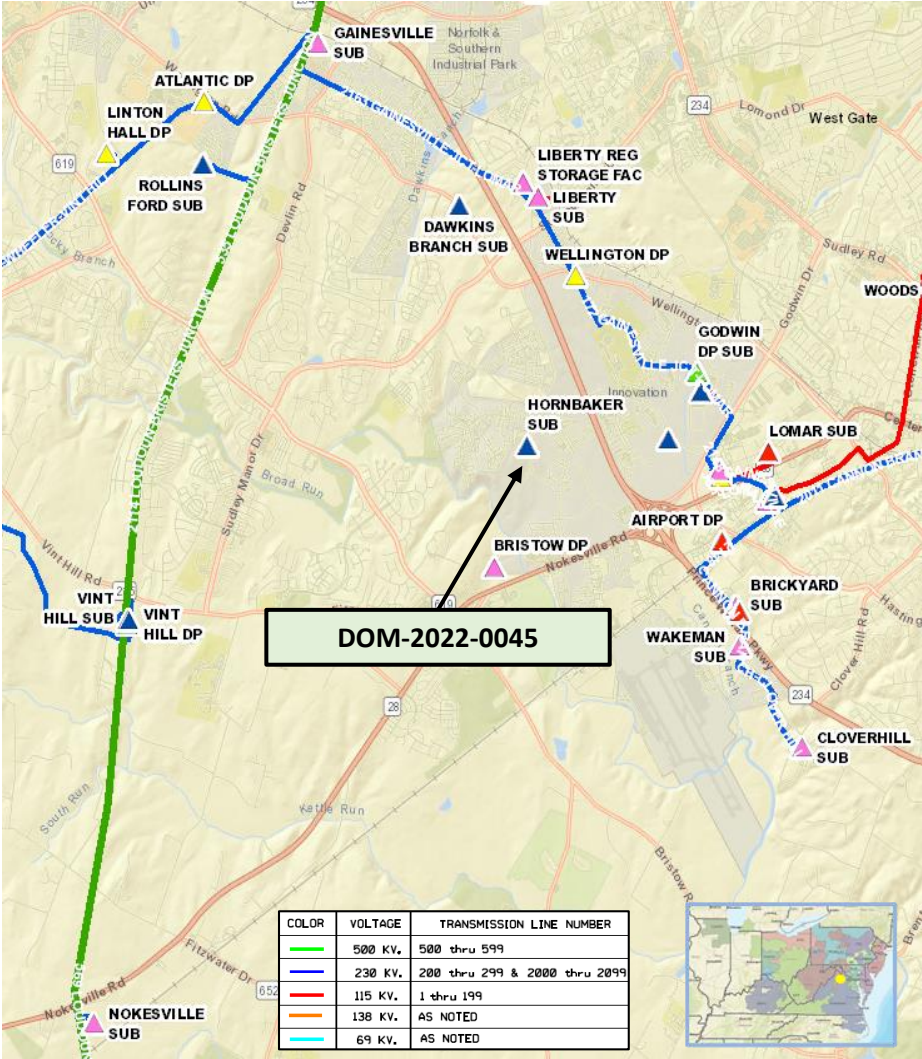 GAINESVILLE
SUB
Norfolk &
Southern
Industrial Park
ATLANTIC DP
LINTON
HALL DP
234
Lomond Dr
West Gate
619
ROLLINS
FORD SUB
Devlin Rd
Dawkins Branch
LIBERTY REG
STORAGE FAC
LIBERTY
SUB
DAWKINS
BRANCH SUB
WELLINGTON DP
Sudley Rd
Godwin Dr
WOODS
GODWIN
DP SUB
Innovation
HORNBAKER
SUB
LOMAR SUB
Sudley Manor Dr
Broad Run
AIRPORT DP
BRISTOW DP
Nokesville Rd
Vint Hill Rd
VINT
HILL SUB
VINT
HILL DP
BRICKYARD
SUB
WAKEMAN
SUB
DOM-2022-0045
Clover Hill Rd
234
28
CLOVERHILL
SUB
South Run
Kettle Run
Fitzwater Dr
652
Nokesville Rd
NOKESVILLE
SUB
COLOR VOLTAGE TRANSMISSION LINE NUMBER
500 KV. 500 thru 599
230 KV. 200 thru 299 & 2000 thru 2099
115 KV. 1 thru 199
138 KV. AS NOTED
69 KV. AS NOTED